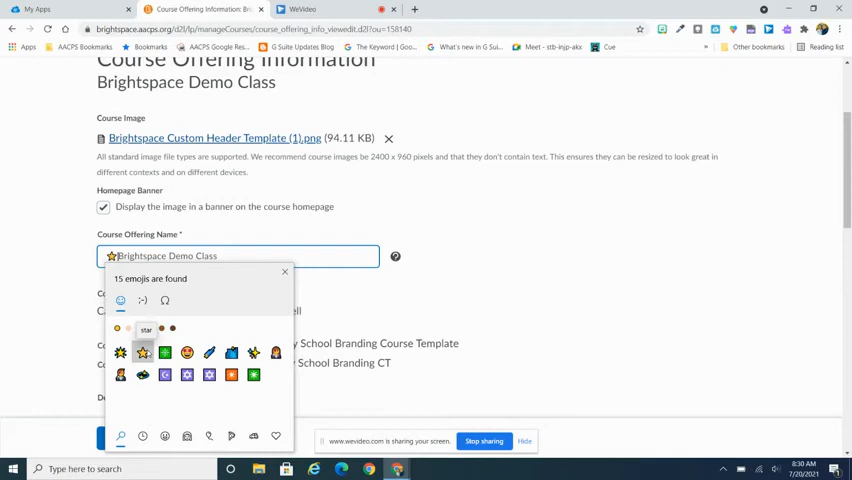 My Apps
Course Offering Information: Bri
WeVideo
brightspace.aacps.org/d2l/lp/manageCourses/course_offering_info_viewedit.d2l?ou=158140
Apps
AACPS Bookmarks
Bookmarks
AACPS Google Res...
G Suite Updates Blog
The Keyword | Goo...
What's new in G Sui...
Meet - stb-injp-akx
Cue
»
Other bookmarks
Reading list
Course Offering Information
Brightspace Demo Class
Course Image
Brightspace Custom Header Template (1).png (94.11 KB)
All standard image file types are supported. We recommend course images be 2400 x 960 pixels and that they don't contain text. This ensures they can be resized to look great in
different contexts and on different devices.
Homepage Banner
Display the image in a banner on the course homepage
Course Offering Name *
⭐Brightspace Demo Class
15 emojis are found
;-)
Ω
star
y School Branding Course Template
y School Branding CT
www.wevideo.com is sharing your screen.
Stop sharing
Hide
Type here to search
8:30 AM
7/20/2021